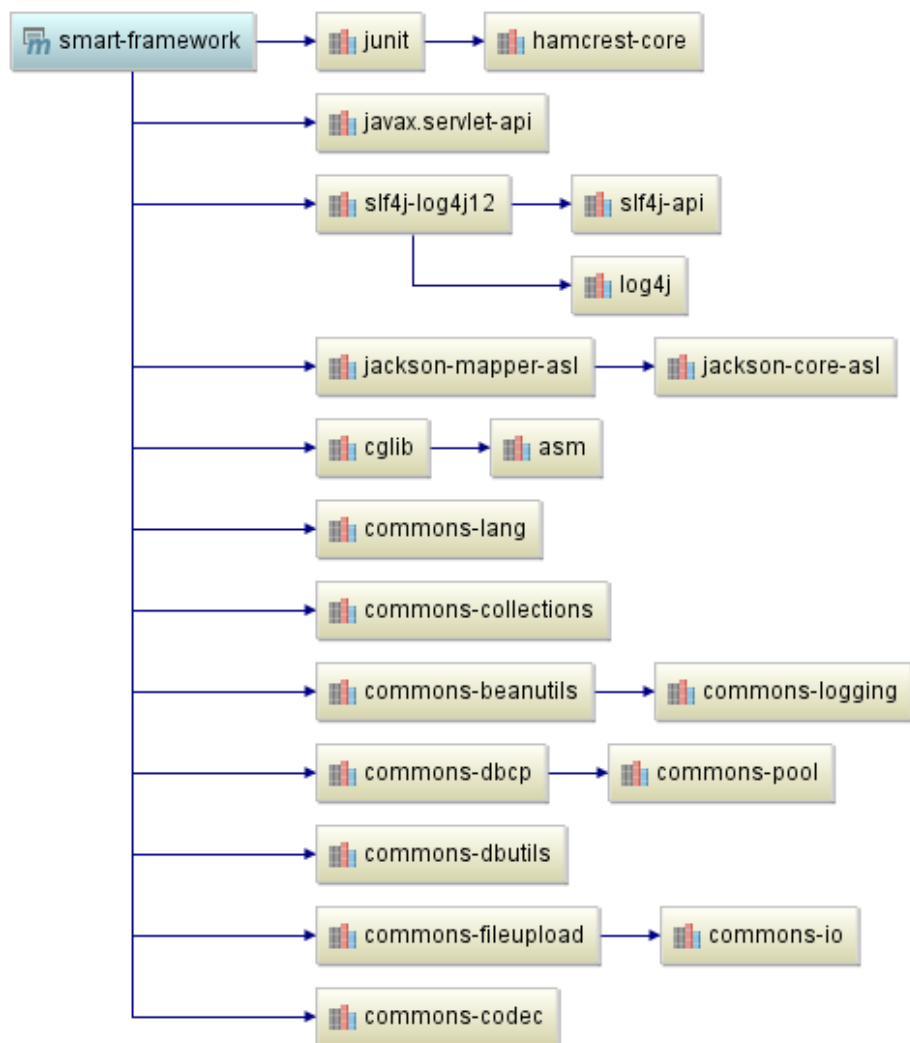 smart-framework junit hamcrest-core
javax.servlet-api
slf4j-log4j12 slf4j-api
log4j
jackson-mapper-asl jackson-core-asl
cglib asm
commons-lang
commons-collections
commons-beanutils commons-logging
commons-dbcp commons-pool
commons-dbutils
commons-fileupload commons-io
commons-codec